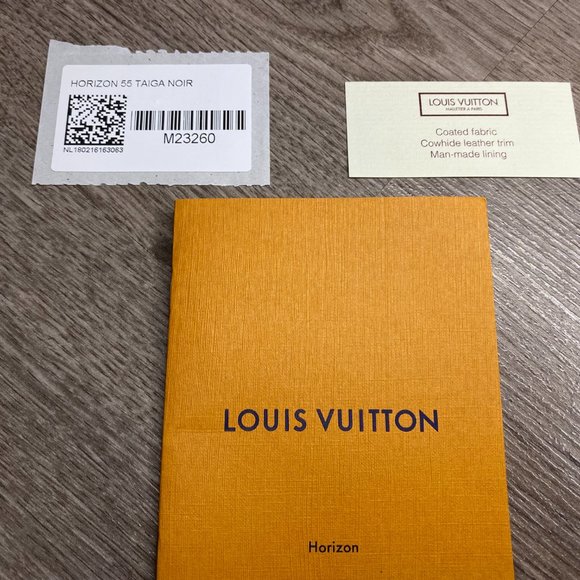 HORIZON 55 TAIGA NOIR
M23260
NL180216163063
LOUIS VUITTON
MALLETIER A PARIS
Coated fabric
Cowhide leather trim
Man-made lining
LOUIS VUITTON
Horizon